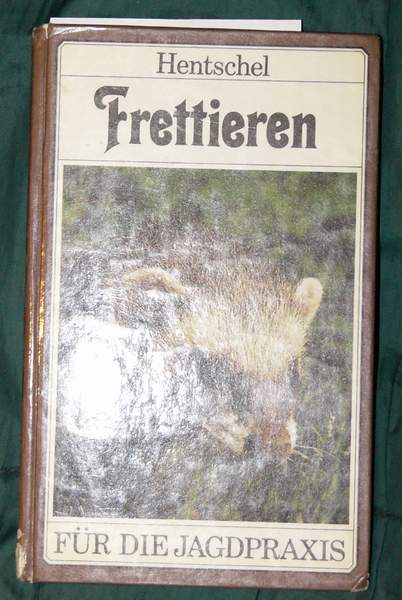 Hentschel
Frettieren
FÜR DIE JAGDPRAXIS